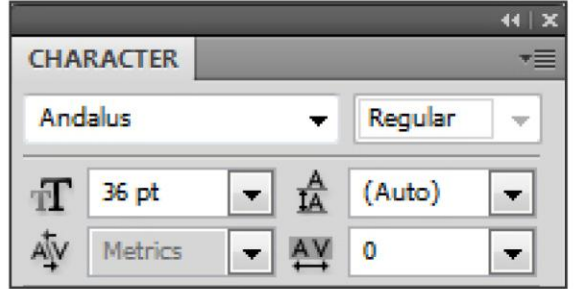 CHARACTER
Andalus Regular
36 pt (Auto)
Metrics 0